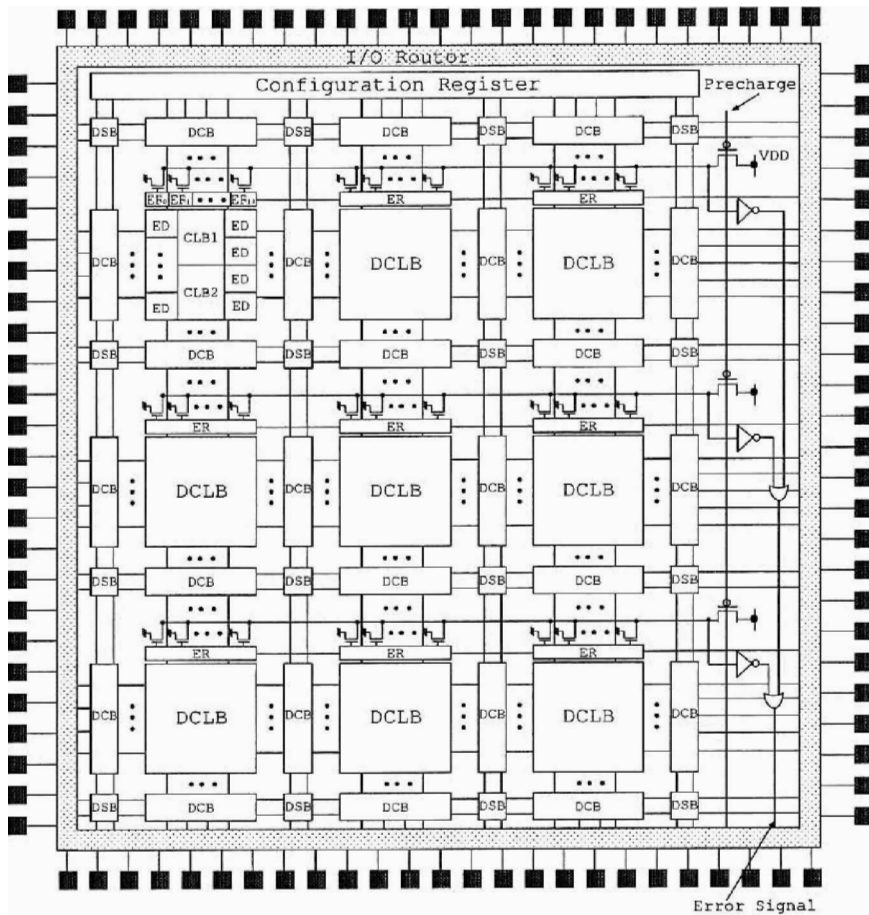 I/O Routor
Configuration Register
Precharge
DSB DCB DSB DCB DSB DCB DSB
VDD
ER₀ ER₁ ER ER
DCB ED CLB1 ED DCB DCLB DCB DCLB DCB
ED
CLB2 ED
ED ED
DSB DCB DSB DCB DSB DCB DSB
ER ER ER
DCB DCLB DCB DCLB DCB DCLB DCB
DSB DCB DSB DCB DSB DCB DSB
ER ER ER
DCB DCLB DCB DCLB DCB DCLB DCB
DSB DCB DSB DCB DSB DCB DSB
Error Signal